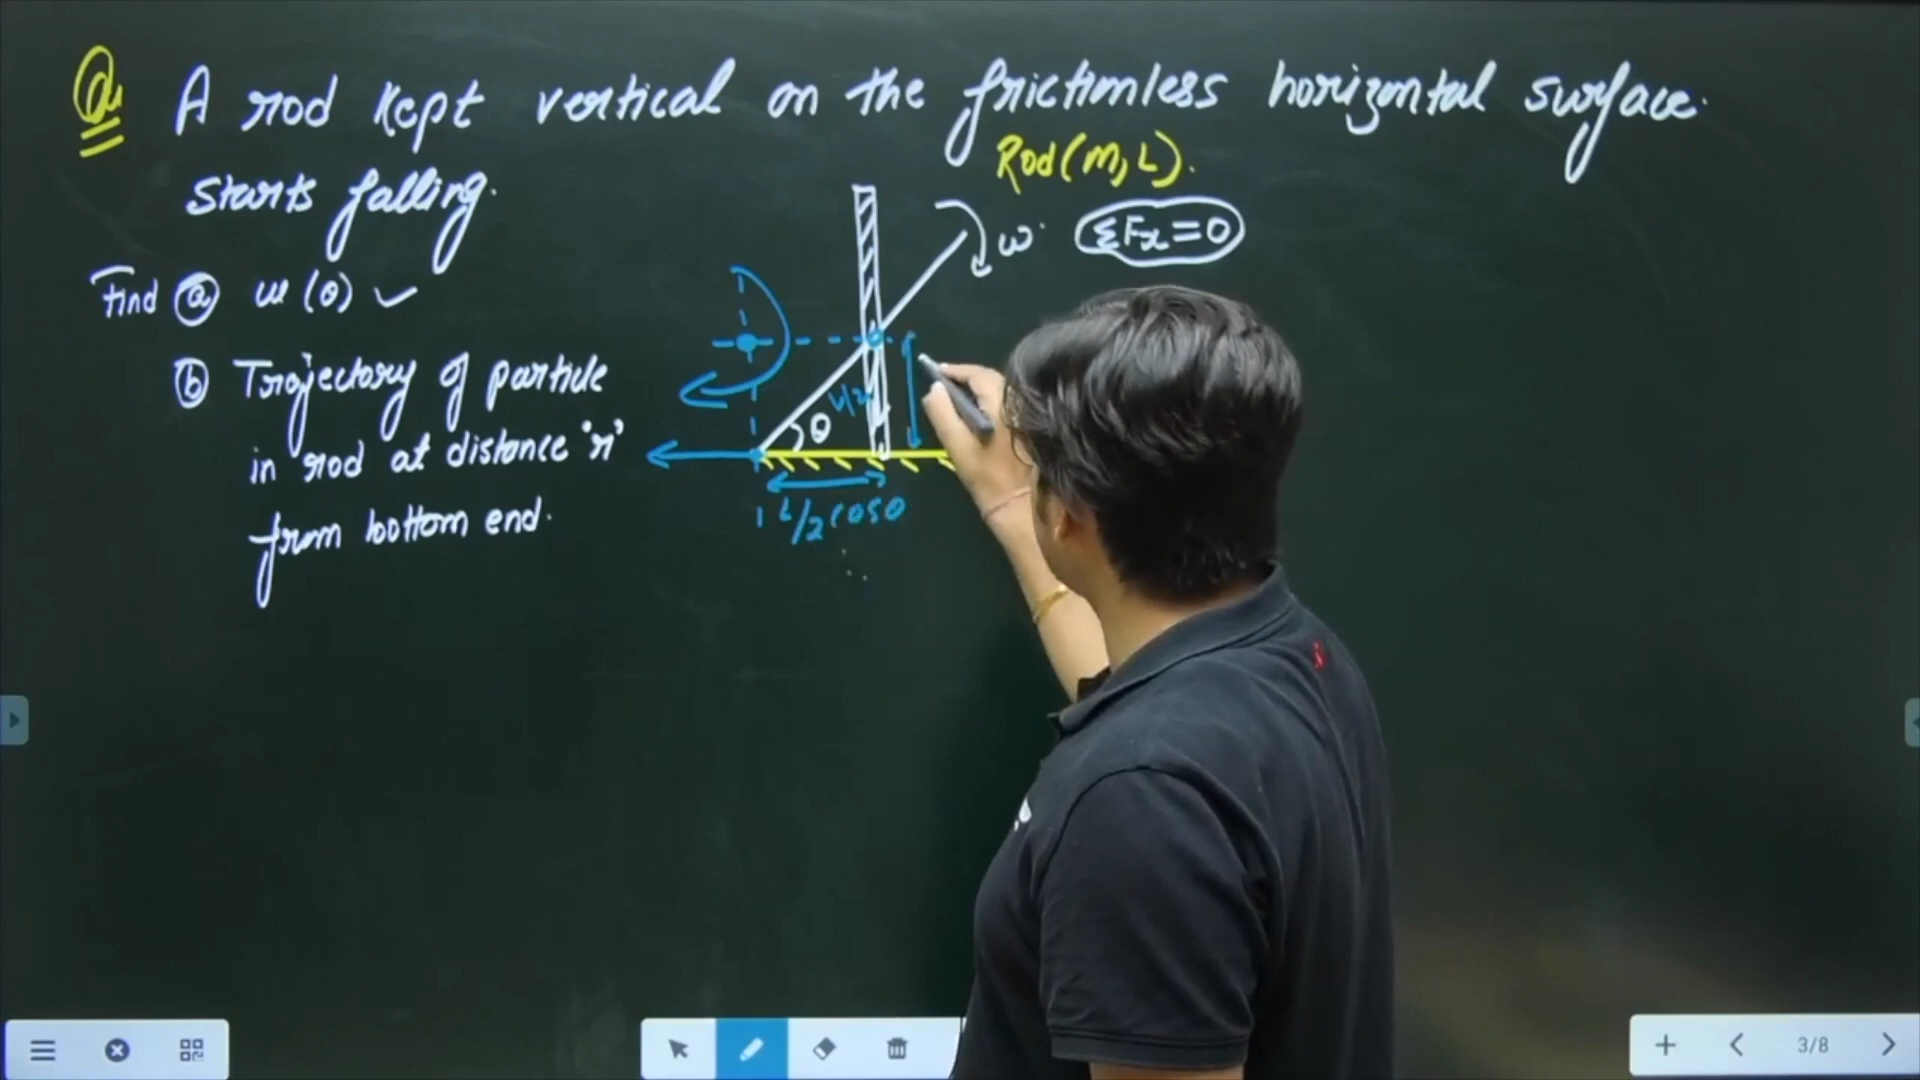 Qu A rod kept vertical on the frictionless horizontal surface.
Rod(M, L).
starts falling.
ω
ΣFx=0
Find ⓐ ω(θ) ✓
ⓑ Trajectory of particle
in rod at distance 'r'
from bottom end.
L/2
θ
L/2 cosθ
3/8